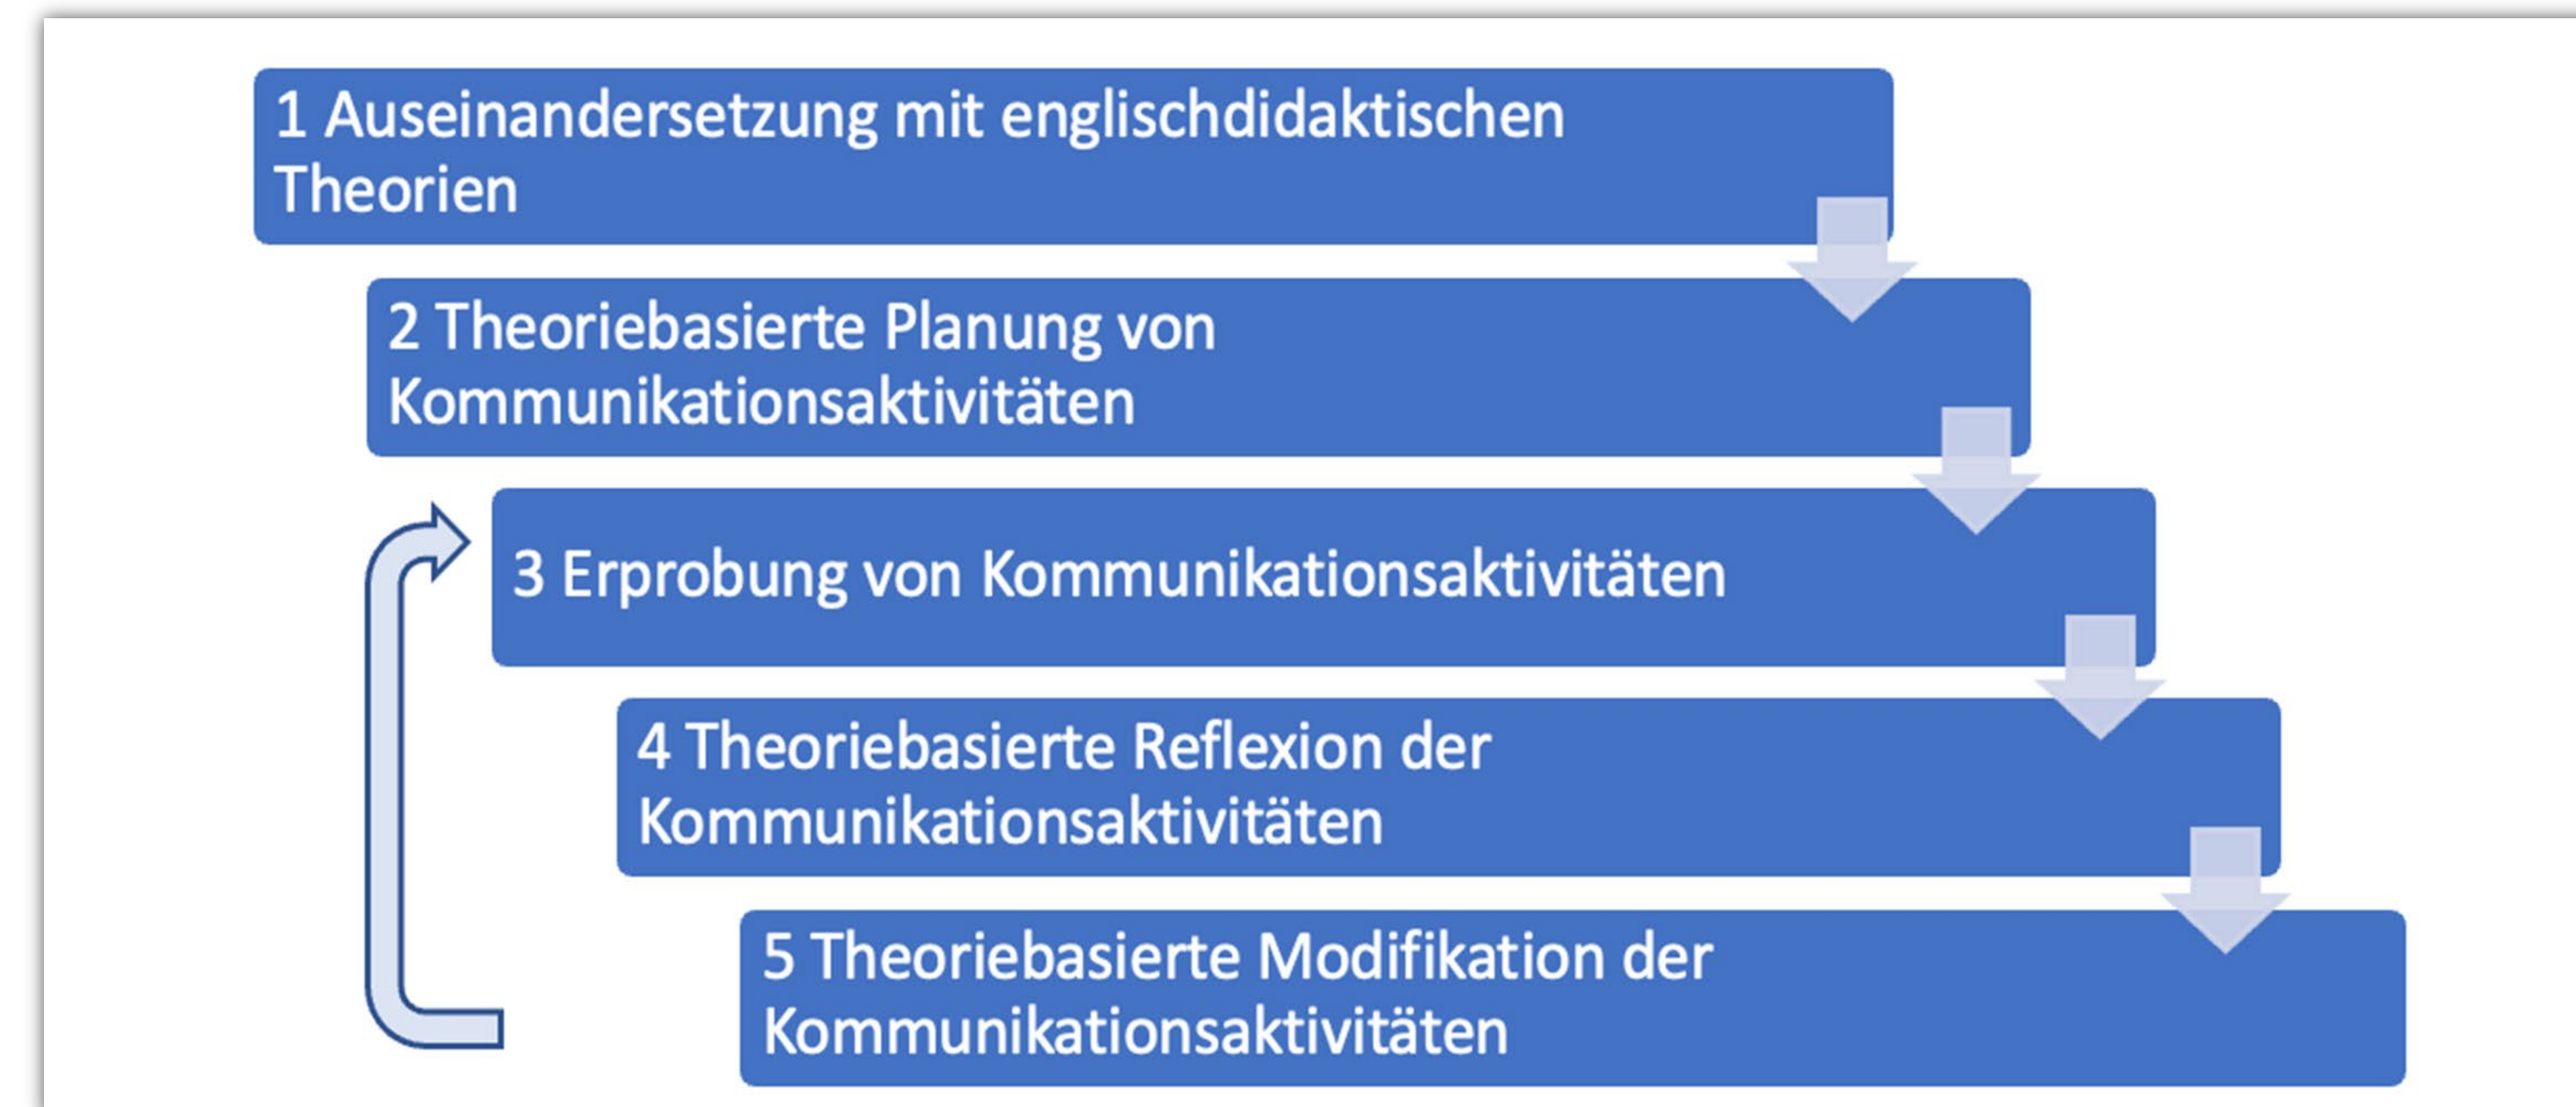 1 Auseinandersetzung mit englischdidaktischen
Theorien
2 Theoriebasierte Planung von
Kommunikationsaktivitäten
3 Erprobung von Kommunikationsaktivitäten
4 Theoriebasierte Reflexion der
Kommunikationsaktivitäten
5 Theoriebasierte Modifikation der
Kommunikationsaktivitäten